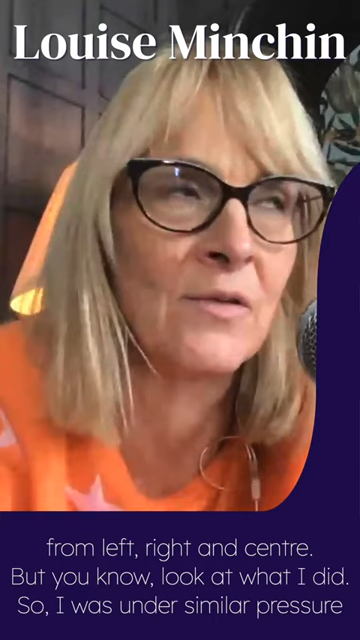 Louise Minchin
from left, right and centre.
But you know, look at what I did.
So, I was under similar pressure